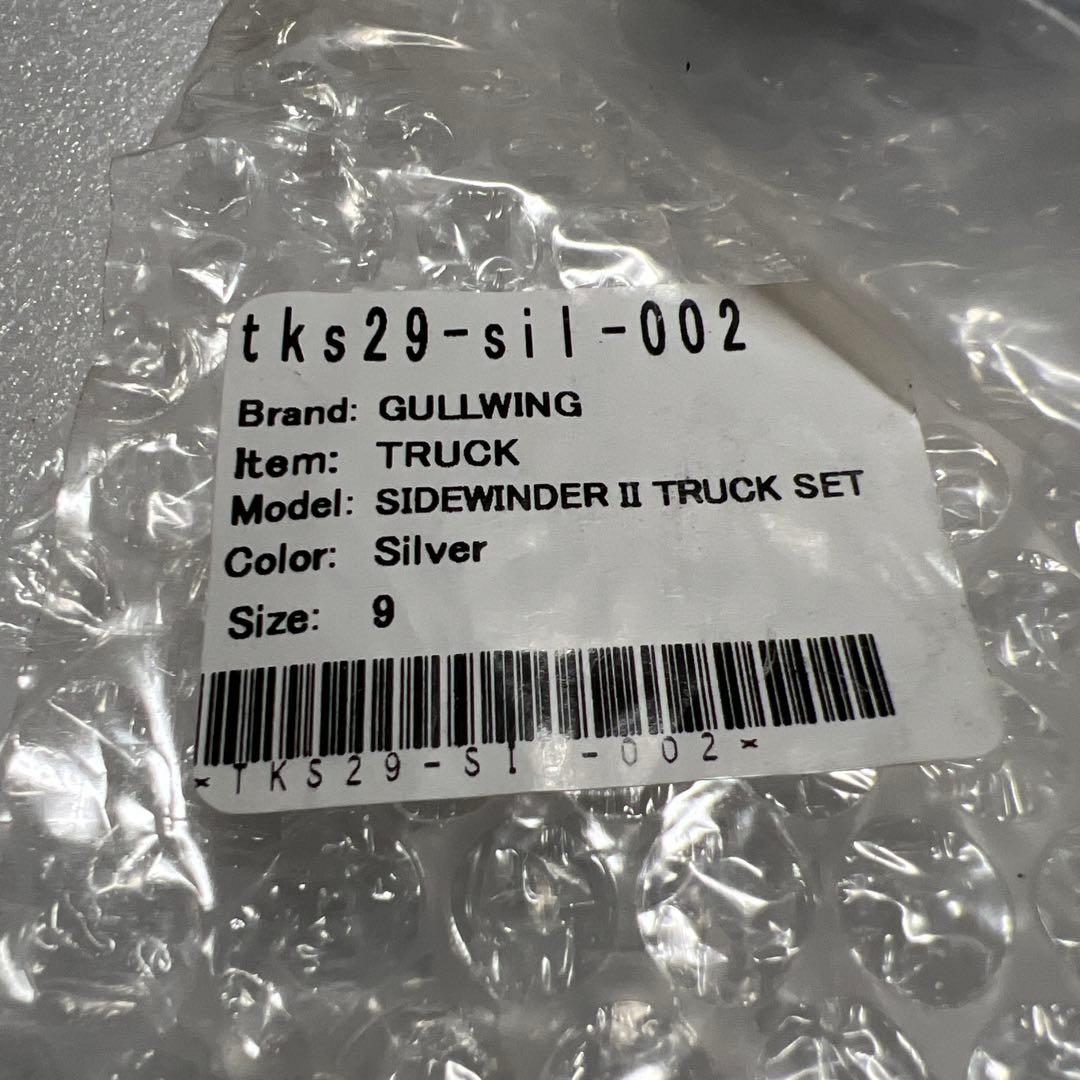 tks29-sil-002
Brand: GULLWING
Item: TRUCK
Model: SIDEWINDER II TRUCK SET
Color: Silver
Size: 9